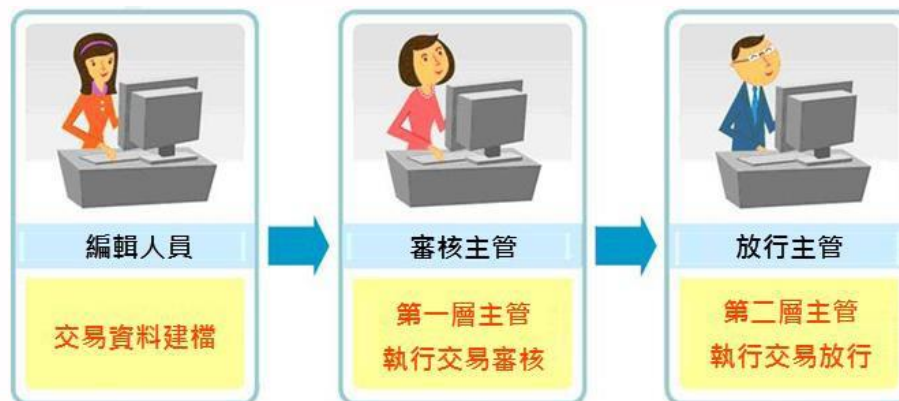 編輯人員
交易資料建檔
審核主管
第一層主管
執行交易審核
放行主管
第二層主管
執行交易放行